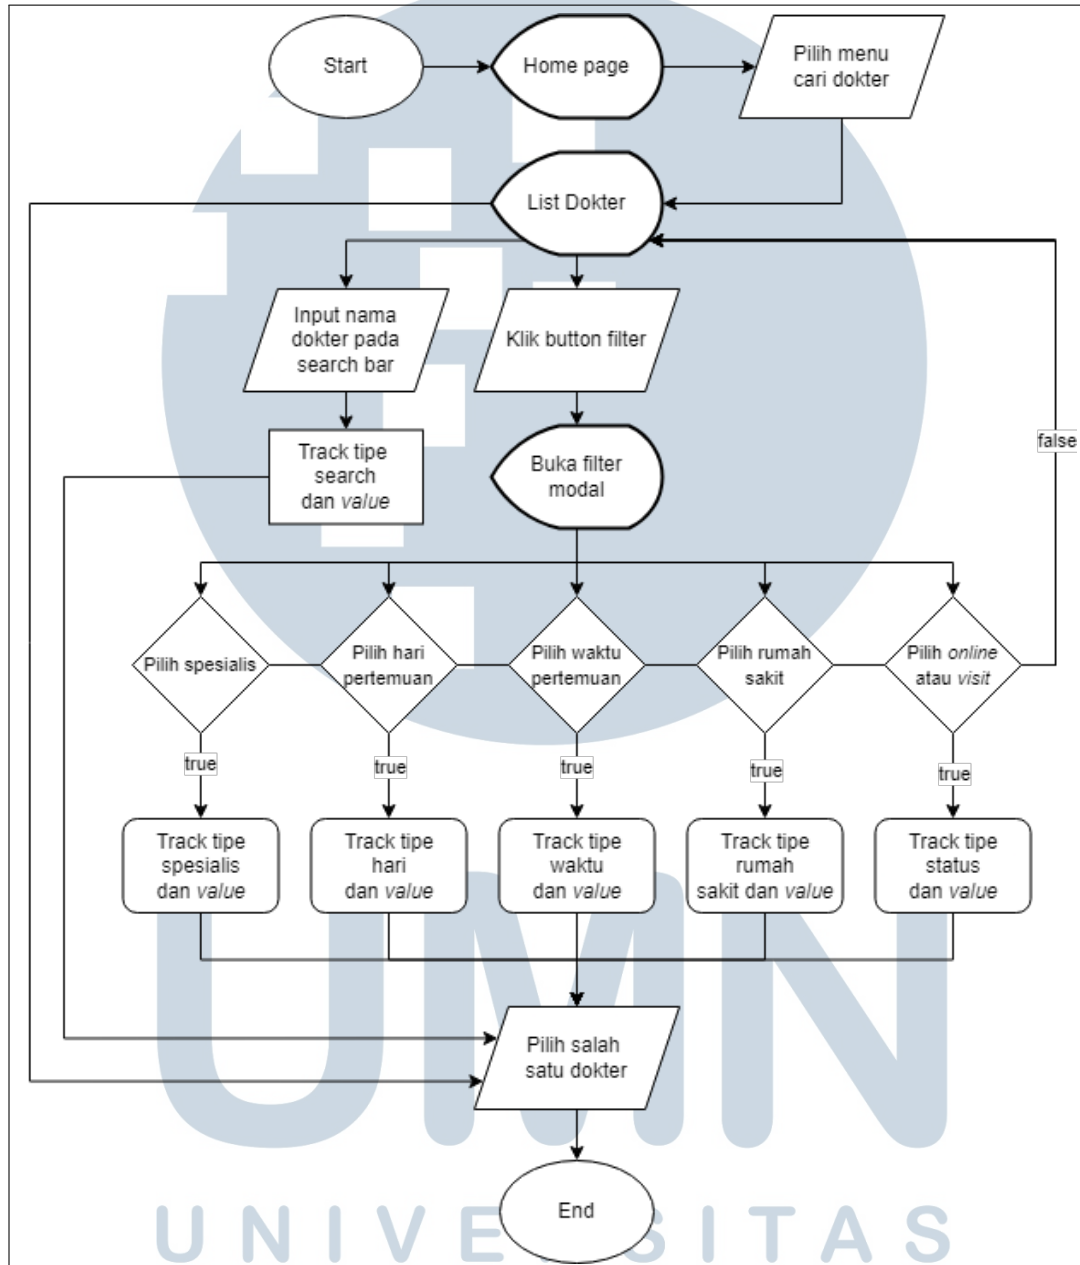 Start
Home page
Pilih menu
cari dokter
List Dokter
Input nama
dokter pada
search bar
Klik button filter
false
Track tipe
search
dan value
Buka filter
modal
Pilih spesialis
Pilih hari
pertemuan
Pilih waktu
pertemuan
Pilih rumah
sakit
Pilih online
atau visit
true
true
true
true
true
Track tipe
spesialis
dan value
Track tipe
hari
dan value
Track tipe
waktu
dan value
Track tipe
rumah
sakit dan value
Track tipe
status
dan value
UMN
Pilih salah
satu dokter
End
UNIVERSITAS